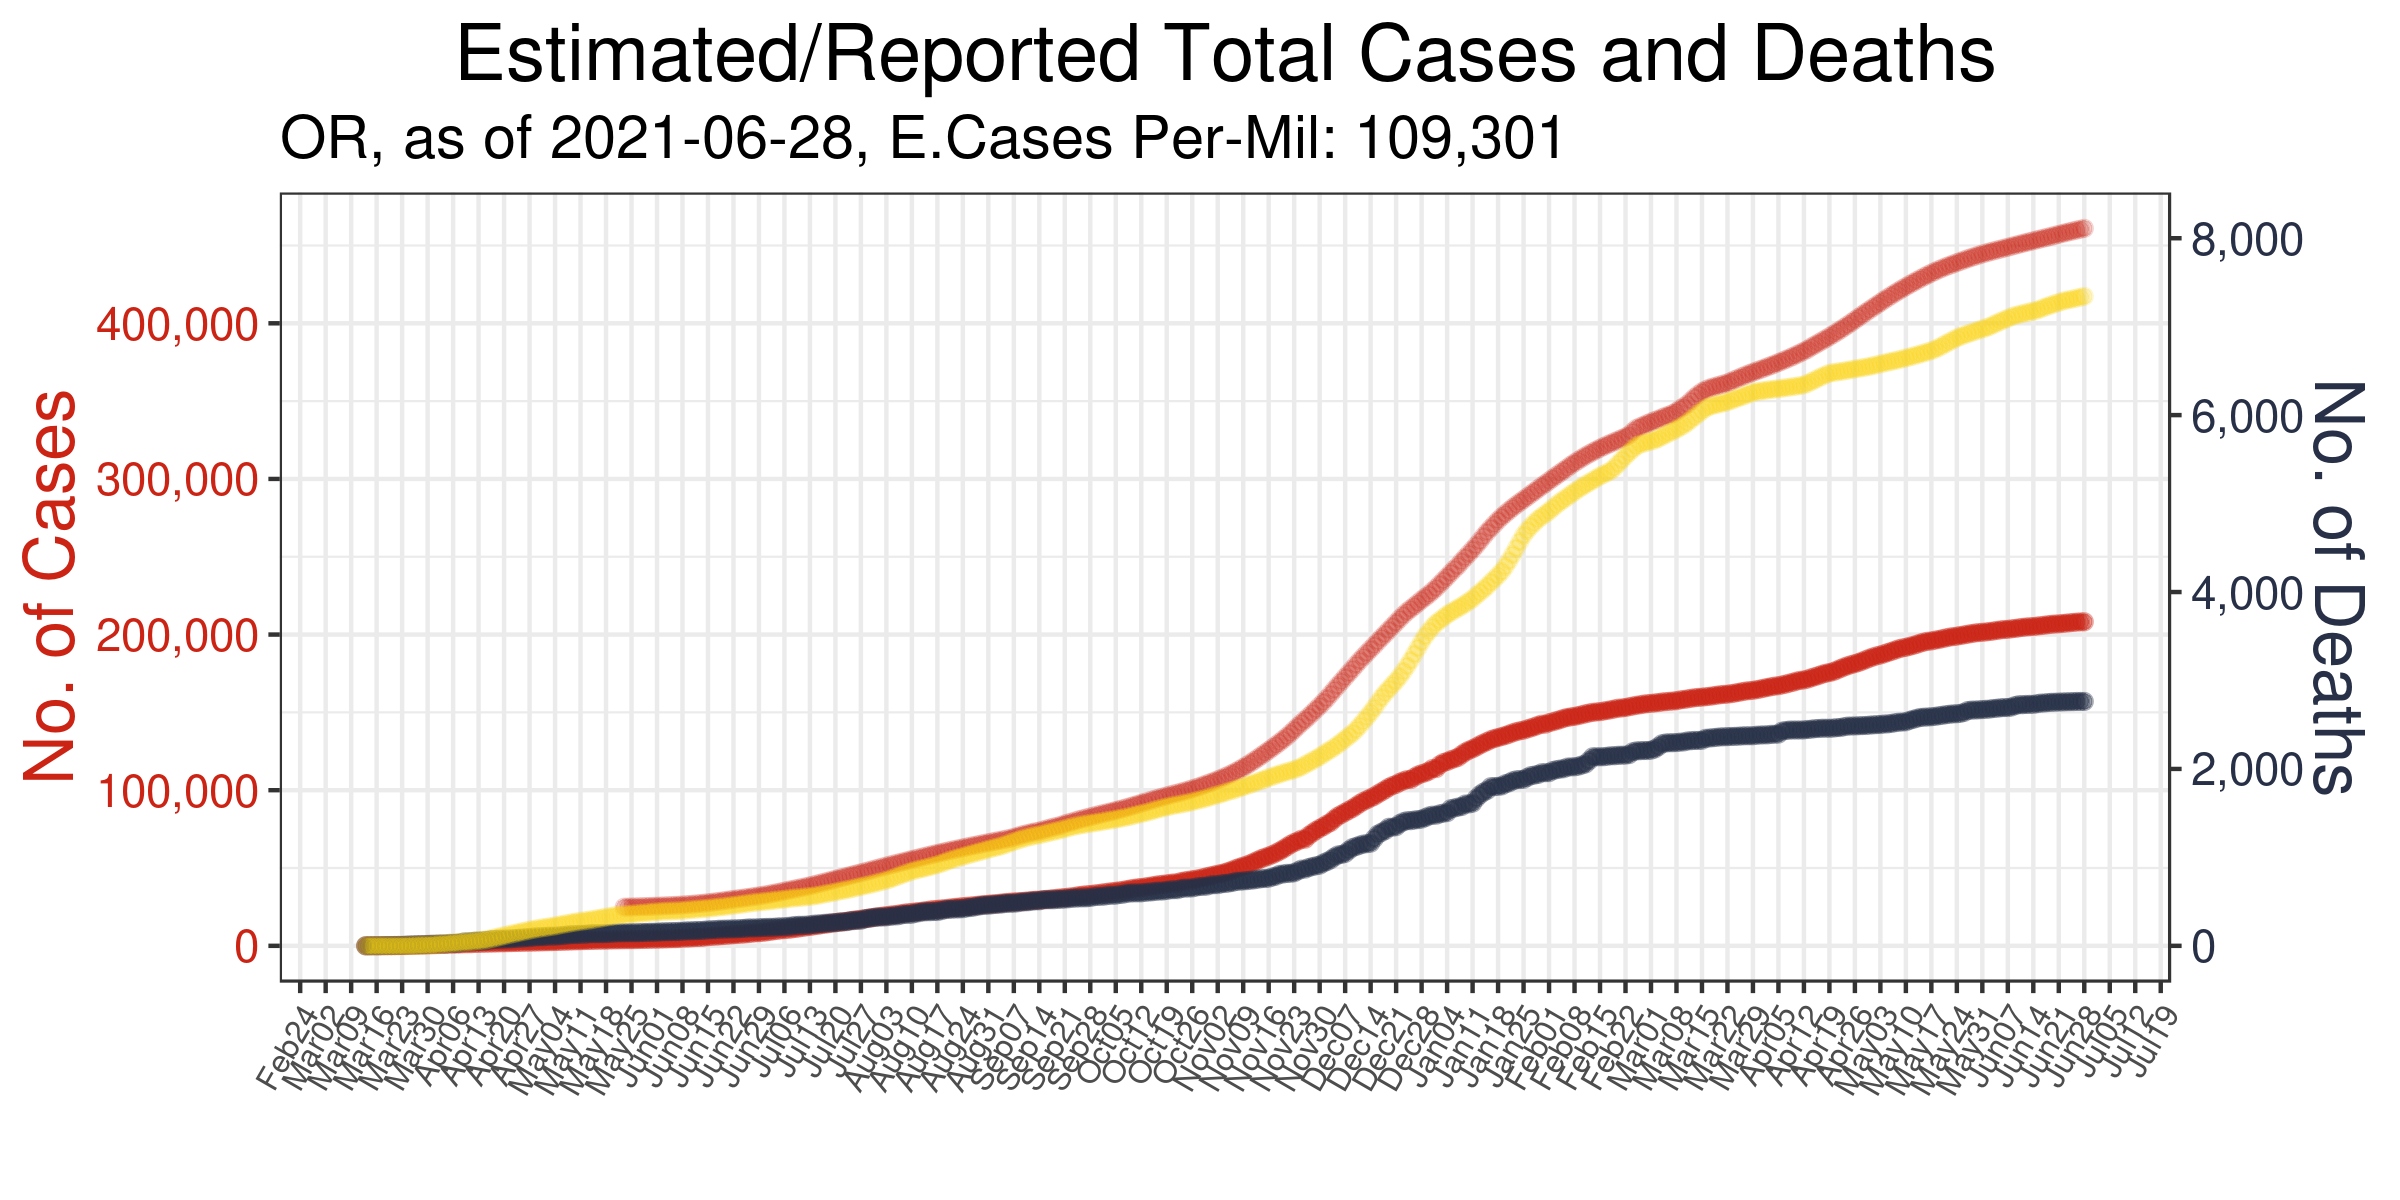 Estimated/Reported Total Cases and Deaths
OR, as of 2021-06-28, E.Cases Per-Mil: 109,301
No. of Cases
400,000
300,000
200,000
100,000
0
8,000
6,000
4,000
2,000
0
No. of Deaths
Feb24
Mar02
Mar09
Mar16
Mar23
Mar30
Apr06
Apr13
Apr20
Apr27
May04
May11
May18
May25
Jun01
Jun08
Jun15
Jun22
Jun29
Jul06
Jul13
Jul20
Jul27
Aug03
Aug10
Aug17
Aug24
Aug31
Sep07
Sep14
Sep21
Sep28
Oct05
Oct12
Oct19
Oct26
Nov02
Nov09
Nov16
Nov23
Nov30
Dec07
Dec14
Dec21
Dec28
Jan04
Jan11
Jan18
Jan25
Feb01
Feb08
Feb15
Feb22
Mar01
Mar08
Mar15
Mar22
Mar29
Apr05
Apr12
Apr19
Apr26
May03
May10
May17
May24
May31
Jun07
Jun14
Jun21
Jun28
Jul05
Jul12
Jul19